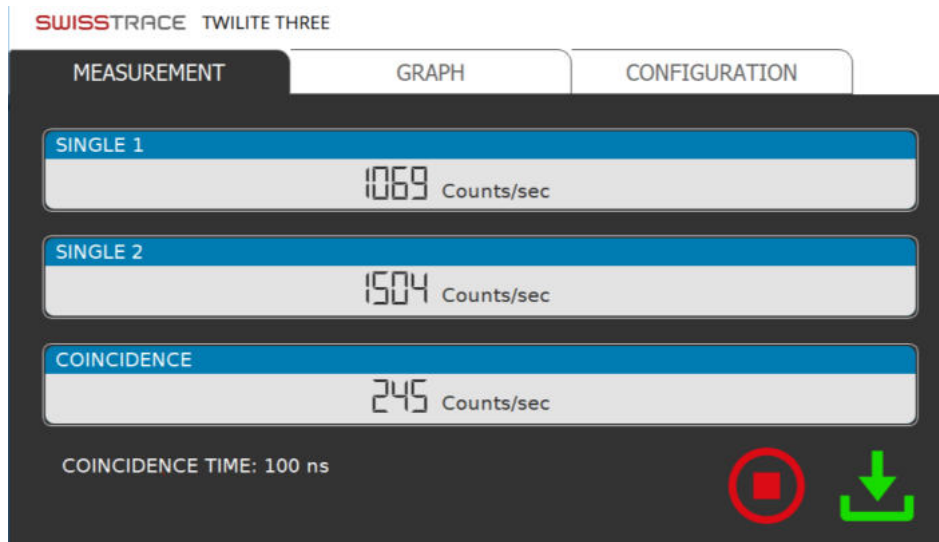 SWISSTRACE TWILITE THREE
MEASUREMENT GRAPH CONFIGURATION
SINGLE 1
1069 Counts/sec
SINGLE 2
1504 Counts/sec
COINCIDENCE
245 Counts/sec
COINCIDENCE TIME: 100 ns